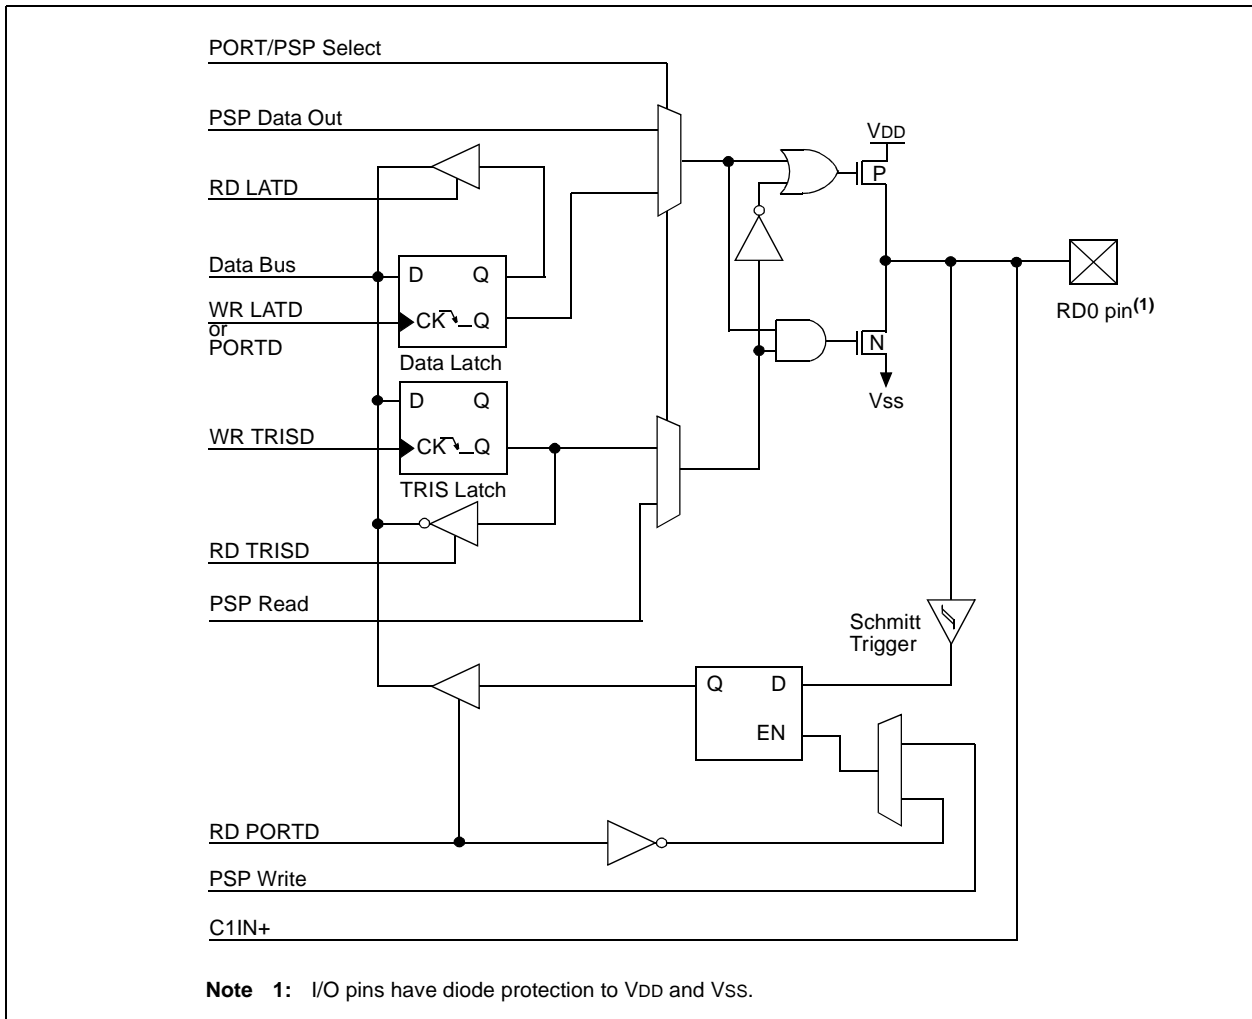 PORT/PSP Select
PSP Data Out
RD LATD
Data Bus
WR LATD
or
PORTD
D Q
CK Q
Data Latch
D Q
CK Q
WR TRISD
TRIS Latch
RD TRISD
PSP Read
VDD
P
N
Vss
RD0 pin(1)
Schmitt
Trigger
Q D
EN
RD PORTD
PSP Write
C1IN+
Note 1: I/O pins have diode protection to VDD and VSS.